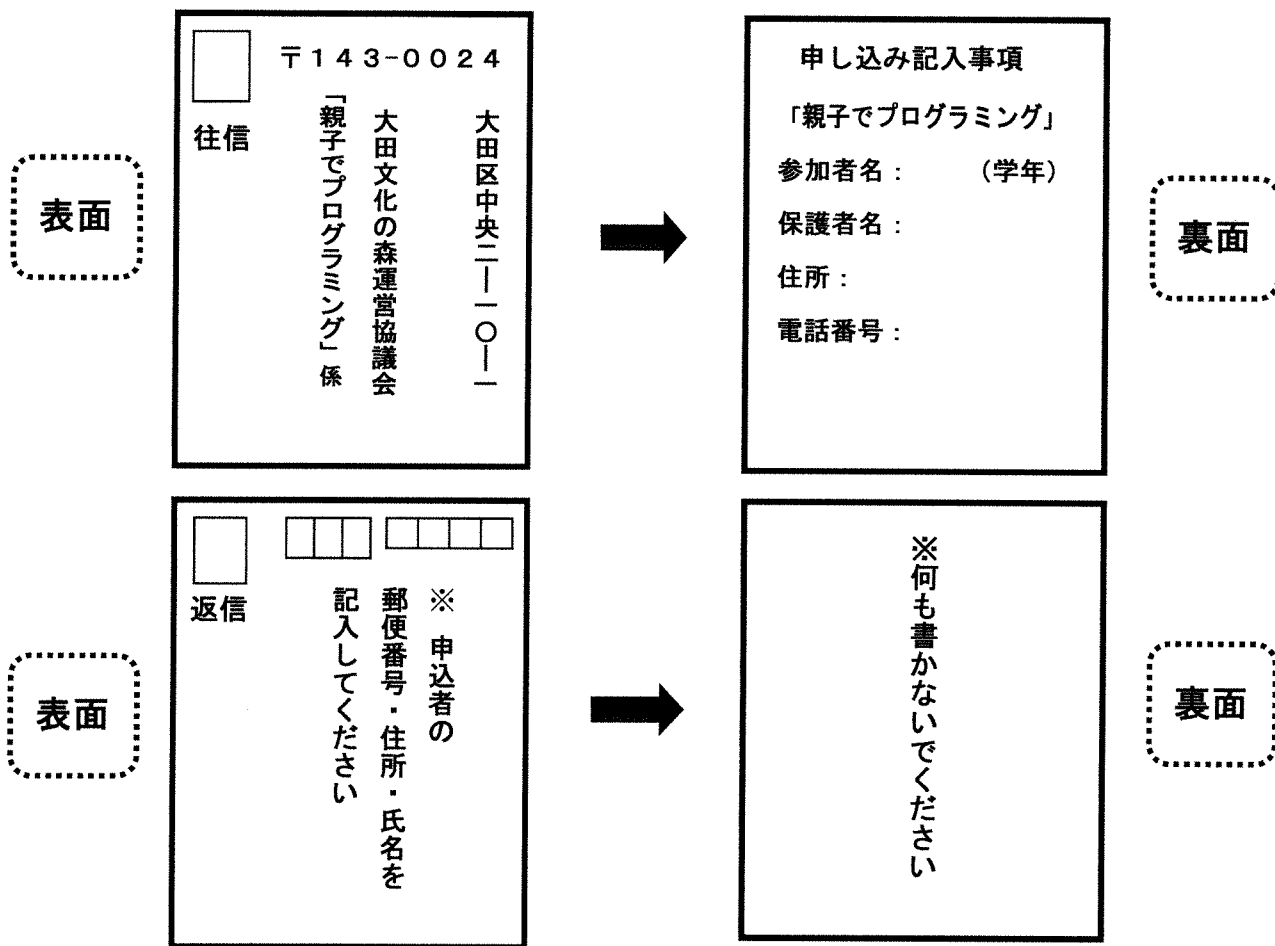 表面
往信
〒143-0024
大田区中央二―一〇―一
大田文化の森運営協議会
「親子でプログラミング」係
申し込み記入事項
「親子でプログラミング」
参加者名： （学年）
保護者名：
住所：
電話番号：
裏面
表面
返信
※ 申込者の
郵便番号・住所・氏名を
記入してください
※何も書かないでください
裏面